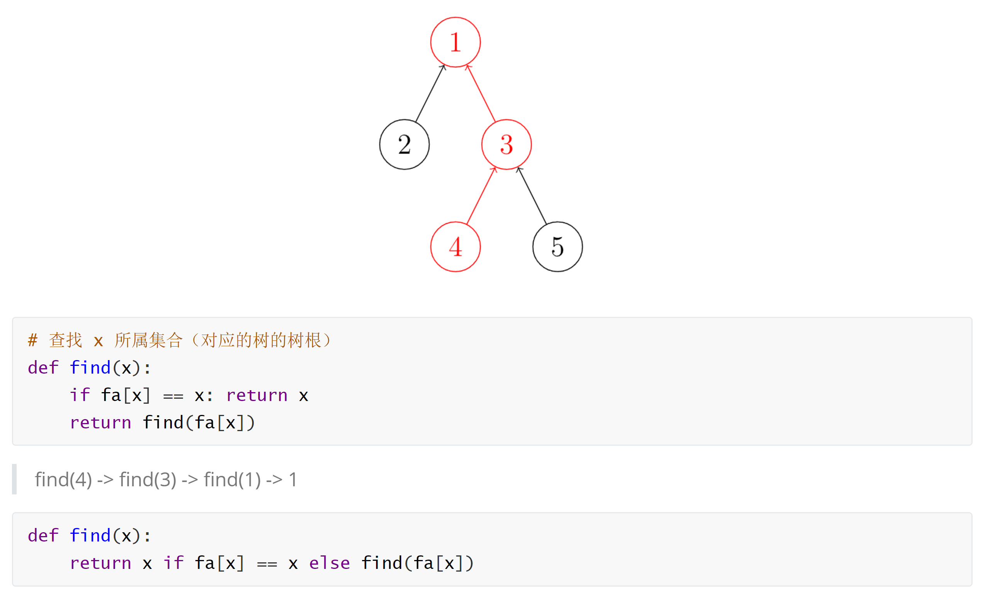 1
2 3
4 5
# 查找 x 所属集合（对应的树的树根）
def find(x):
    if fa[x] == x: return x
    return find(fa[x])
find(4) -> find(3) -> find(1) -> 1
def find(x):
    return x if fa[x] == x else find(fa[x])